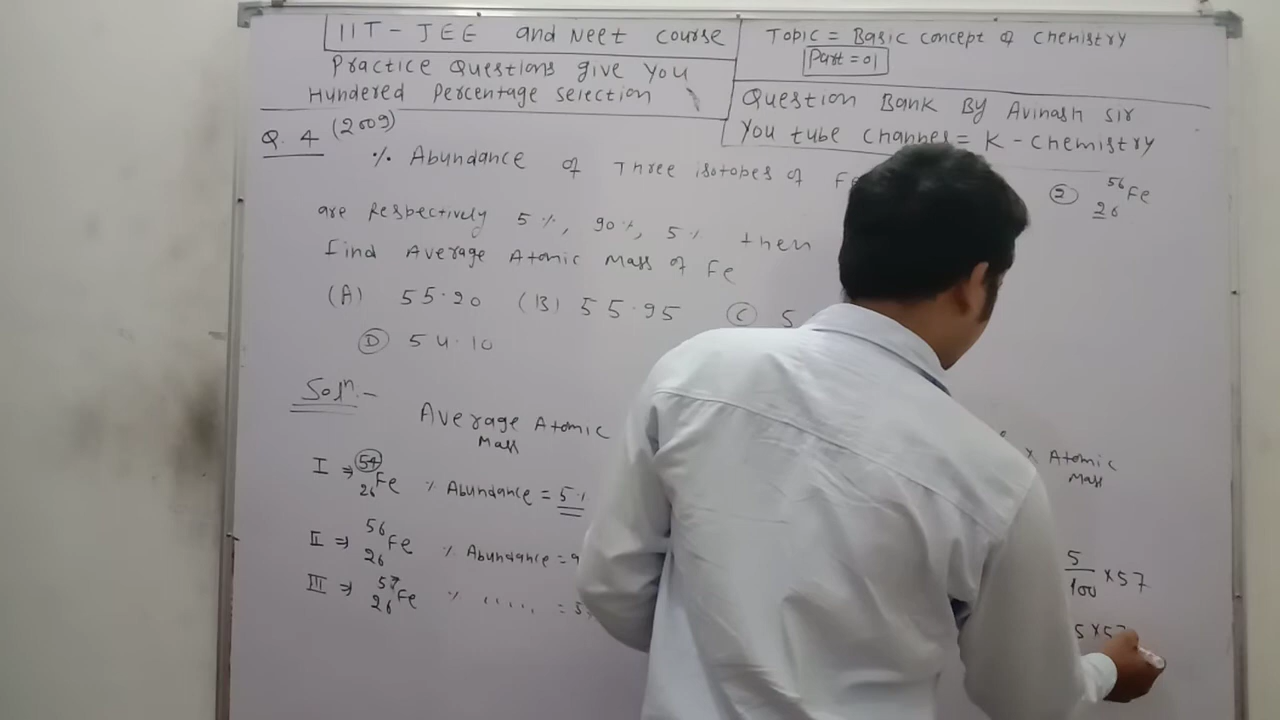 IIT - JEE and Neet course
Practice Questions give you
Hundered Percentage selection
Topic = Basic concept of chemistry
Part = 01
Question Bank By Avinash sir
You tube channel = K - Chemistry
Q. 4 (2009)
% Abundance of Three isotopes of Fe
② 56 Fe 26
are Respectively 5%, 90%, 5% then
Find Average Atomic Mass of Fe
(A) 55.20 (B) 55.95 Ⓒ 5
Ⓓ 54.10
Soln.-
Average Atomic
Mass
x Atomic
Mass
I ⇒ 54 Fe 26 % Abundance = 5%
II ⇒ 56 Fe 26 % Abundance = 9
III ⇒ 57 Fe 26 % ..... = 5%
5/100 × 57
5 × 57